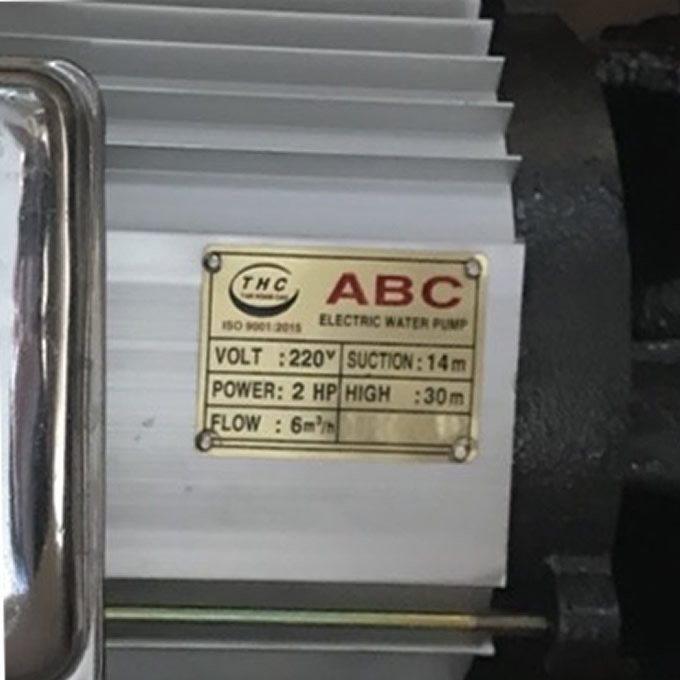 THC
ABC
ISO 9001:2015
ELECTRIC WATER PUMP
VOLT : 220V
SUCTION : 14m
POWER : 2 HP
HIGH : 30m
FLOW : 6m³/h